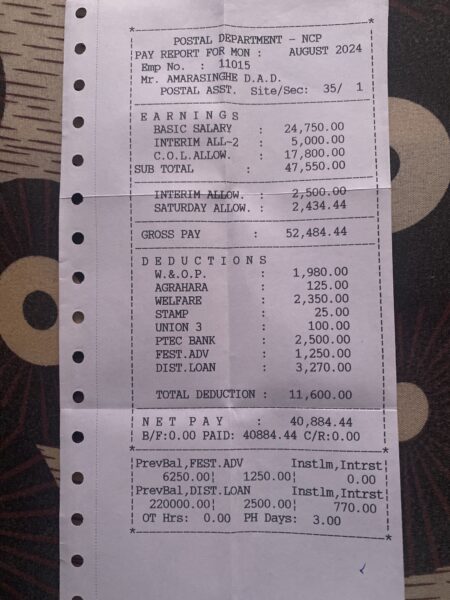 POSTAL DEPARTMENT - NCP
PAY REPORT FOR MON : AUGUST 2024
Emp No. : 11015
Mr. AMARASINGHE D.A.D.
POSTAL ASST. Site/Sec: 35/ 1
E A R N I N G S
BASIC SALARY : 24,750.00
INTERIM ALL-2 : 5,000.00
C.O.L.ALLOW. : 17,800.00
SUB TOTAL : 47,550.00
INTERIM ALLOW. : 2,500.00
SATURDAY ALLOW. : 2,434.44
GROSS PAY : 52,484.44
D E D U C T I O N S
W.&.O.P. : 1,980.00
AGRAHARA : 125.00
WELFARE : 2,350.00
STAMP : 25.00
UNION 3 : 100.00
PTEC BANK : 2,500.00
FEST.ADV : 1,250.00
DIST.LOAN : 3,270.00
TOTAL DEDUCTION : 11,600.00
N E T P A Y : 40,884.44
B/F:0.00 PAID: 40884.44 C/R:0.00
PrevBal,FEST.ADV Instlm,Intrst
6250.00¦ 1250.00¦ 0.00
PrevBal,DIST.LOAN Instlm,Intrst
220000.00¦ 2500.00¦ 770.00
OT Hrs: 0.00 PH Days: 3.00